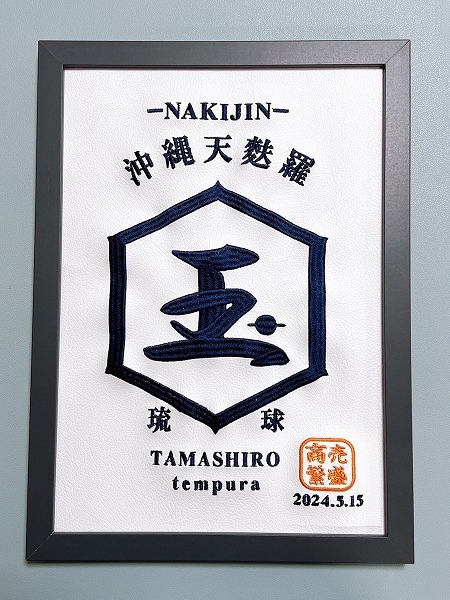 -NAKIJIN-
沖縄天麩羅
玉
琉球
TAMASHIRO
tempura
商売繁盛
2024.5.15